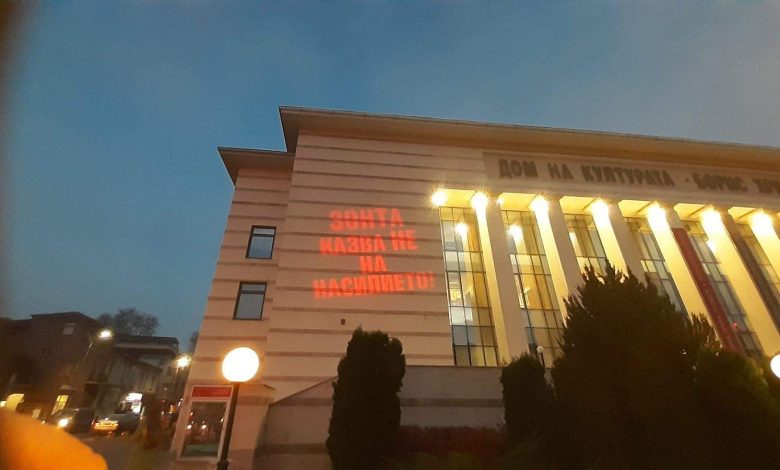 ДОМ НА КУЛТУРАТА · БОРИС
ЗОНТА
КАЗВА НЕ
НА
НАСИЛИЕТО!